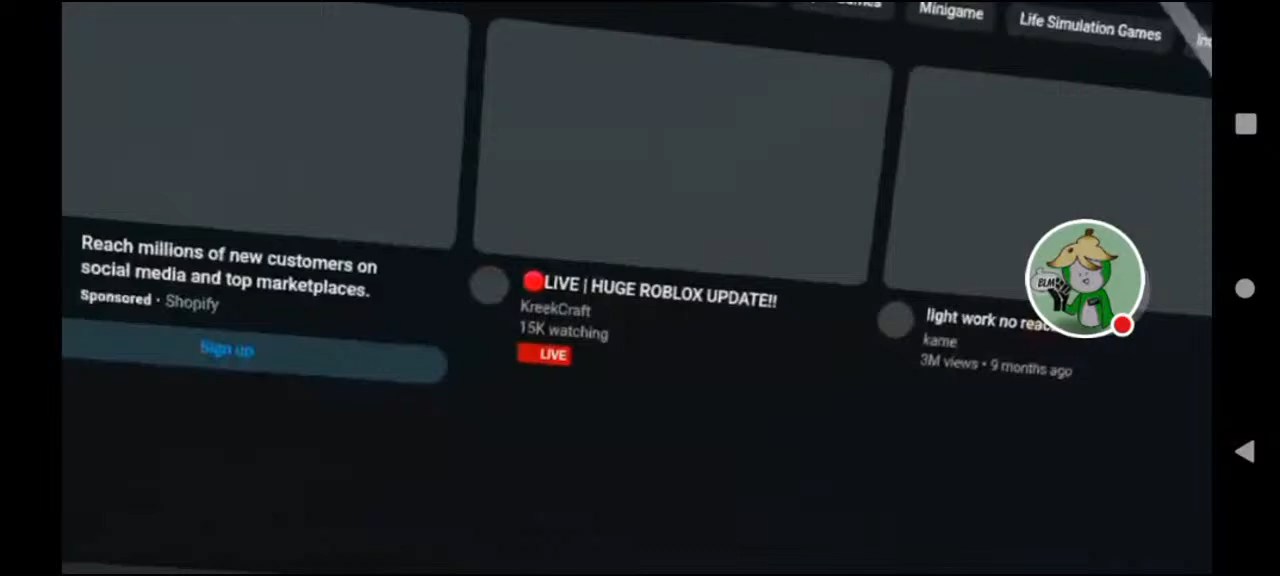 Minigame
Life Simulation Games
Reach millions of new customers on
social media and top marketplaces.
Sponsored · Shopify
Sign up
🔴LIVE | HUGE ROBLOX UPDATE!!
KreekCraft
15K watching
LIVE
light work no
kame
3M views • 9 months ago
BLM